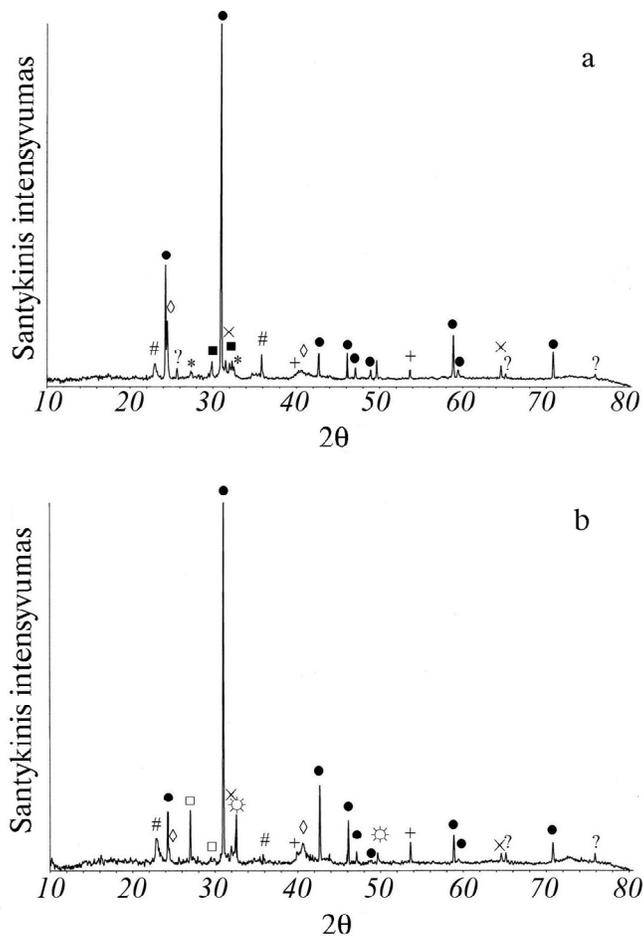 a
Santykinis intensyvumas
# ? * × # + × ? ?
* +
10 20 30 40 50 60 70 80
2θ
b
Santykinis intensyvumas
# × # + + × ? ?
10 20 30 40 50 60 70 80
2θ